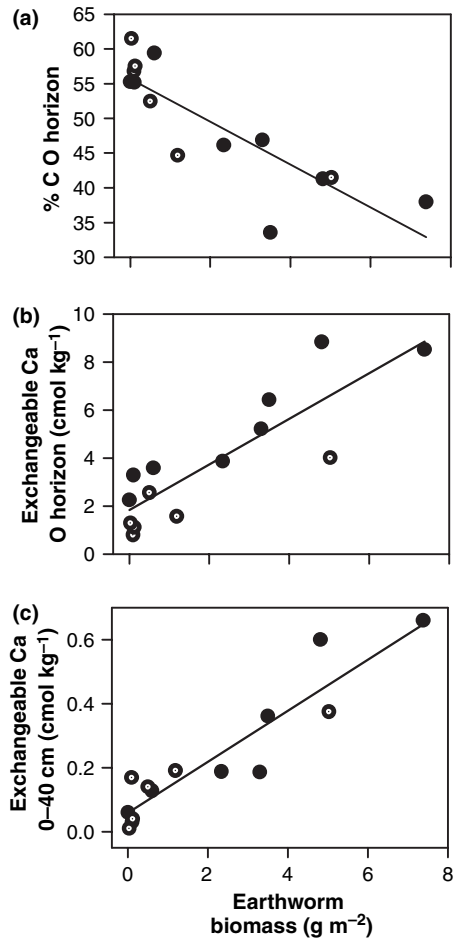 (a)
65
60
55
50
45
40
35
30
% C O horizon
(b)
10
8
6
4
2
0
Exchangeable Ca
O horizon (cmol kg⁻¹)
(c)
0.6
0.4
0.2
0.0
Exchangeable Ca
0–40 cm (cmol kg⁻¹)
0 2 4 6 8
Earthworm
biomass (g m⁻²)